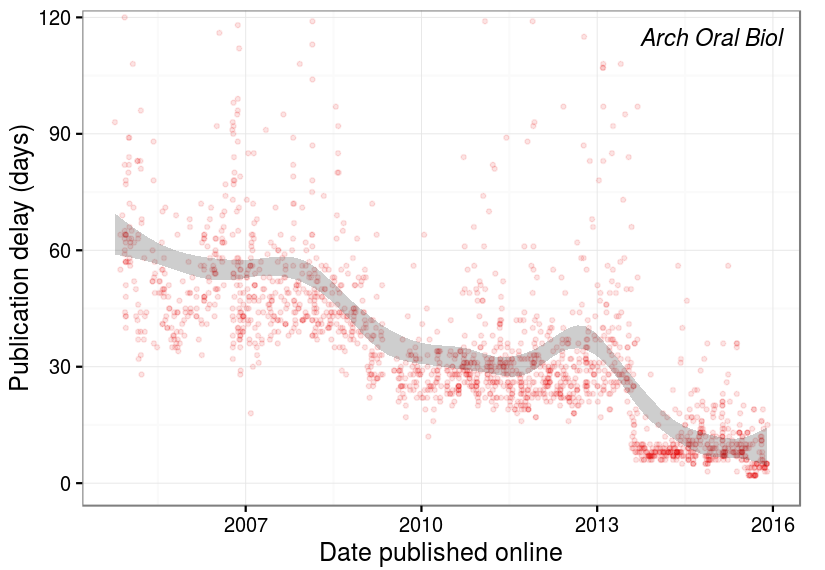 Arch Oral Biol
120
90
60
30
0
Publication delay (days)
2007 2010 2013 2016
Date published online